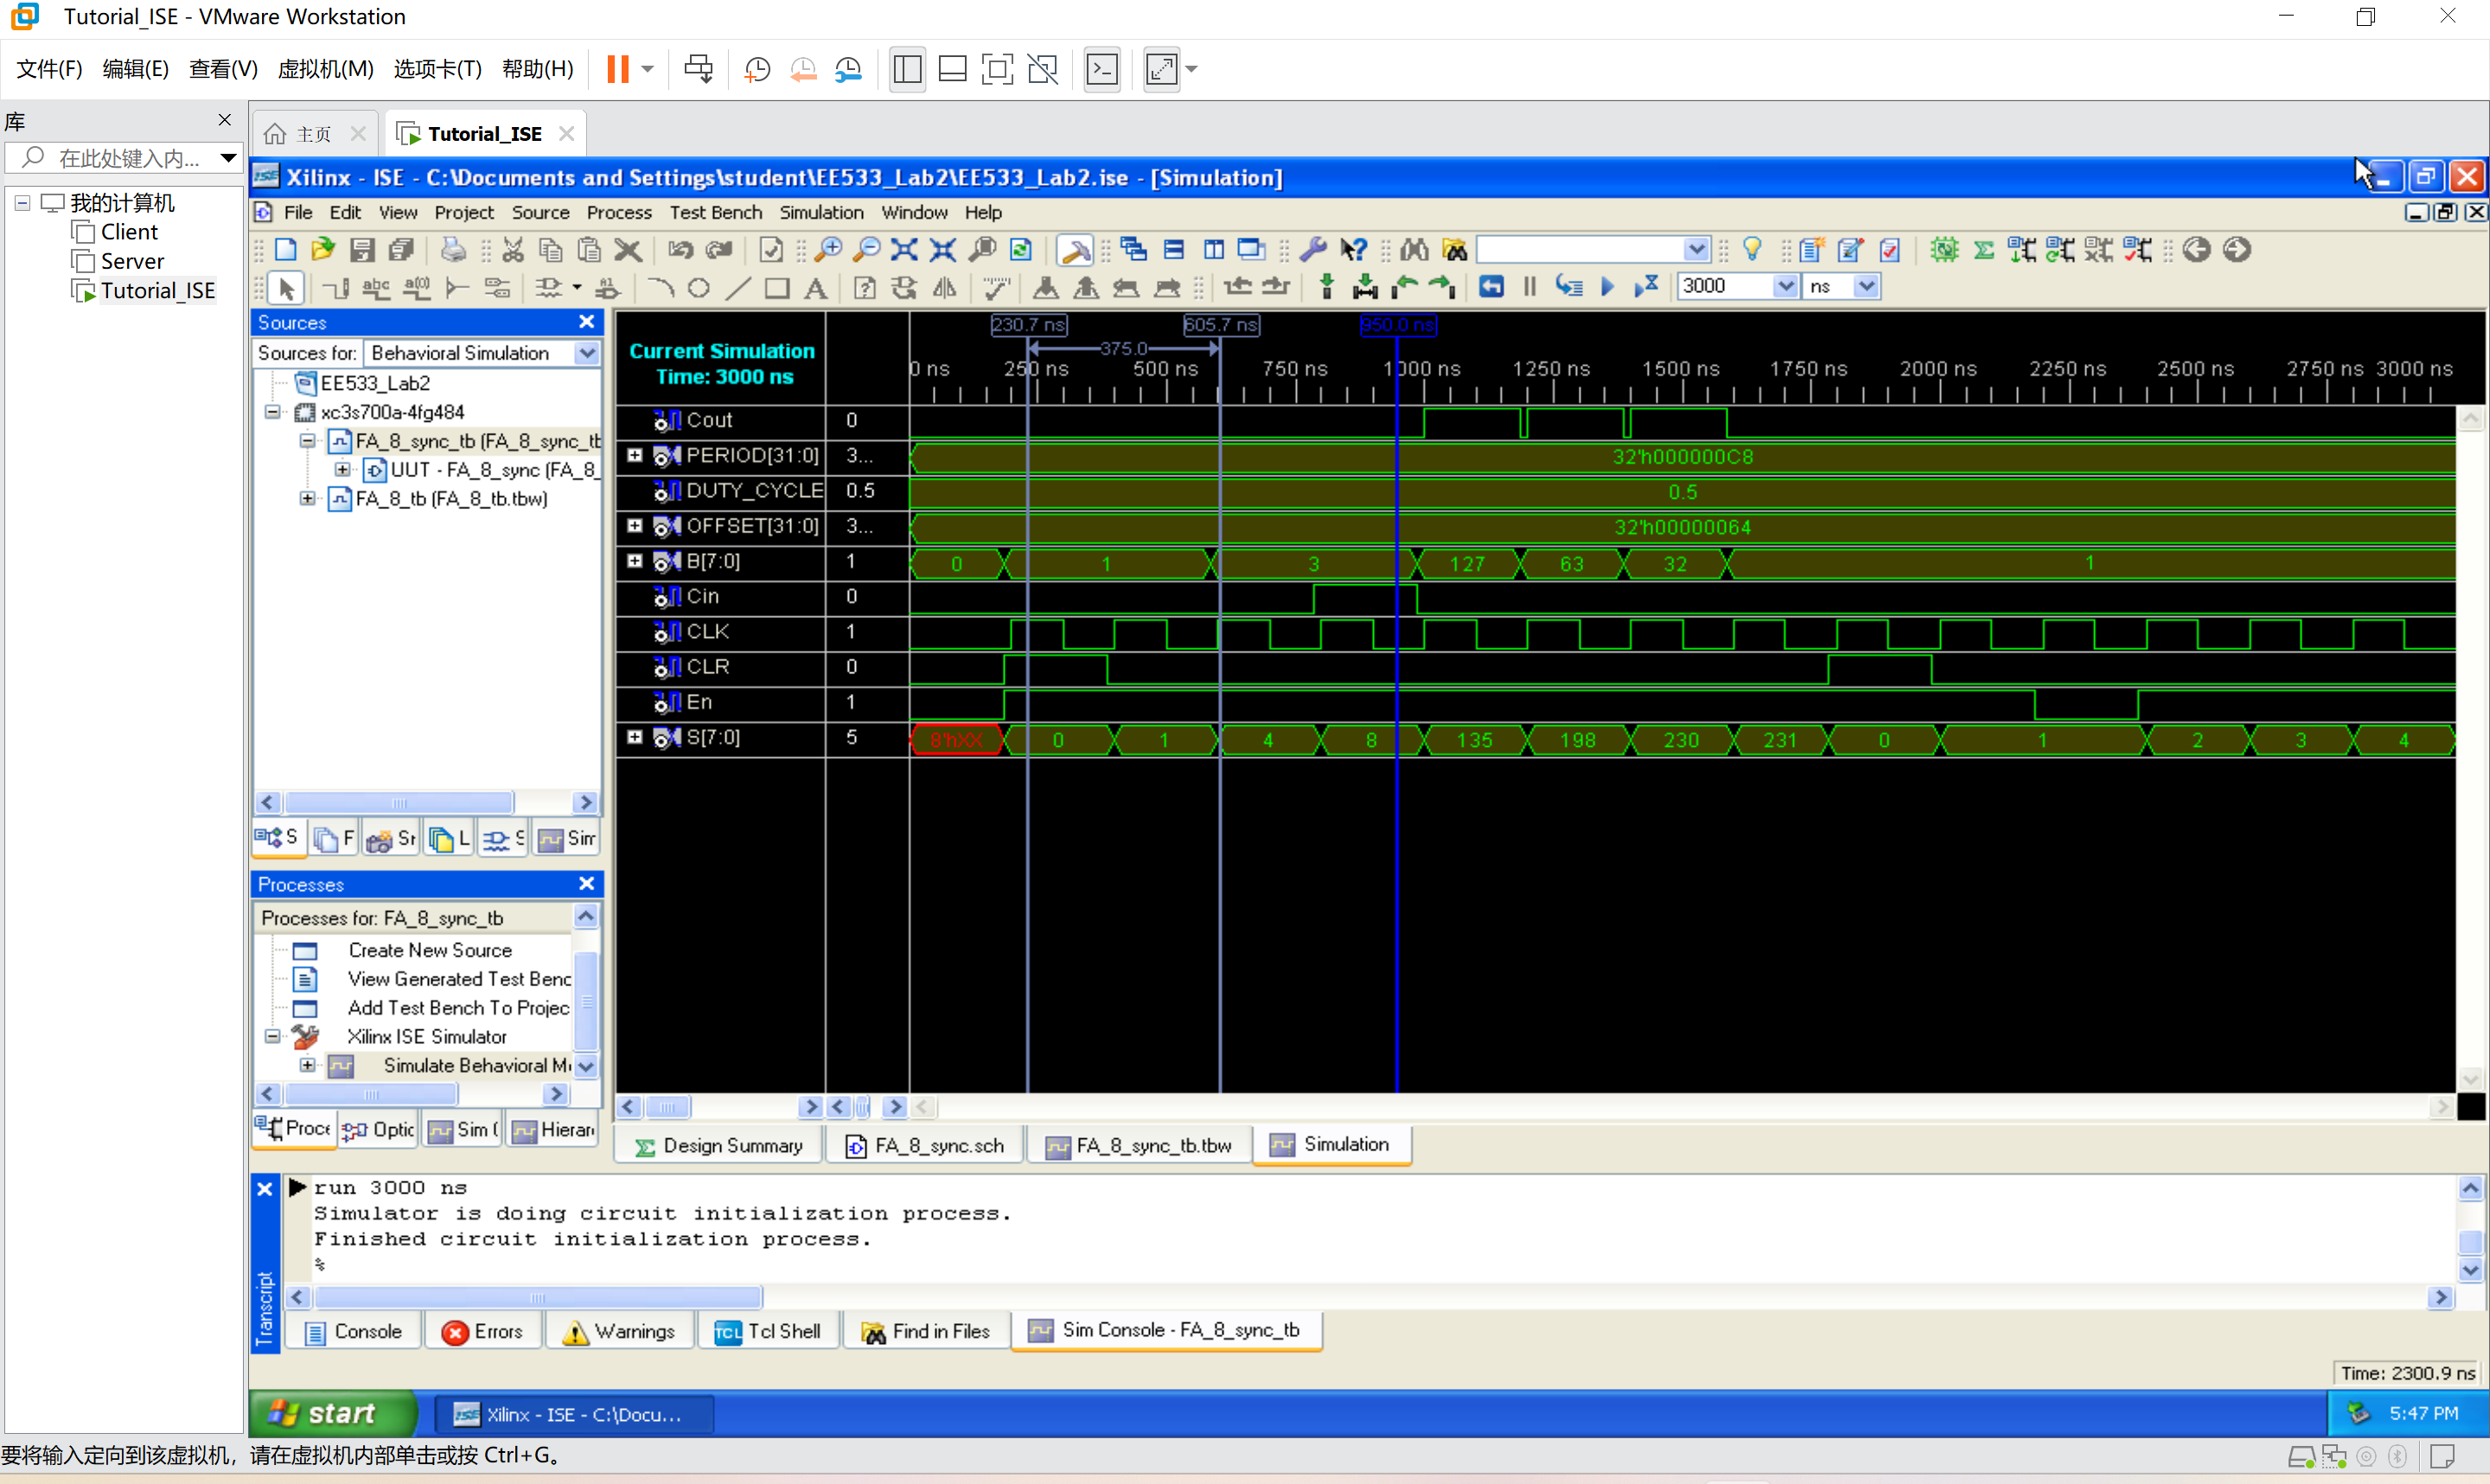 Tutorial_ISE - VMware Workstation
文件(F) 编辑(E) 查看(V) 虚拟机(M) 选项卡(T) 帮助(H)
库
在此处键入内...
我的计算机
Client
Server
Tutorial_ISE
主页 Tutorial_ISE
Xilinx - ISE - C:\Documents and Settings\student\EE533_Lab2\EE533_Lab2.ise - [Simulation]
File Edit View Project Source Process Test Bench Simulation Window Help
3000 ns
Sources
Sources for: Behavioral Simulation
EE533_Lab2
xc3s700a-4fg484
FA_8_sync_tb (FA_8_sync_tb
UUT - FA_8_sync (FA_8_
FA_8_tb (FA_8_tb.tbw)
S F Sr L S Sim
Processes
Processes for: FA_8_sync_tb
Create New Source
View Generated Test Benc
Add Test Bench To Projec
Xilinx ISE Simulator
Simulate Behavioral M
Proce Optic Sim ( Hierar
230.7 ns 605.7 ns 950.0 ns
375.0
Current Simulation
Time: 3000 ns
0 ns 250 ns 500 ns 750 ns 1000 ns 1250 ns 1500 ns 1750 ns 2000 ns 2250 ns 2500 ns 2750 ns 3000 ns
Cout 0
PERIOD[31:0] 3... 32'h000000C8
DUTY_CYCLE 0.5 0.5
OFFSET[31:0] 3... 32'h00000064
B[7:0] 1 0 1 3 127 63 32 1
Cin 0
CLK 1
CLR 0
En 1
S[7:0] 5 8'hXX 0 1 4 8 135 198 230 231 0 1 2 3 4
Design Summary FA_8_sync.sch FA_8_sync_tb.tbw Simulation
Transcript
run 3000 ns
Simulator is doing circuit initialization process.
Finished circuit initialization process.
%
Console Errors Warnings Tcl Shell Find in Files Sim Console - FA_8_sync_tb
Time: 2300.9 ns
start Xilinx - ISE - C:\Docu... 5:47 PM
要将输入定向到该虚拟机，请在虚拟机内部单击或按 Ctrl+G。